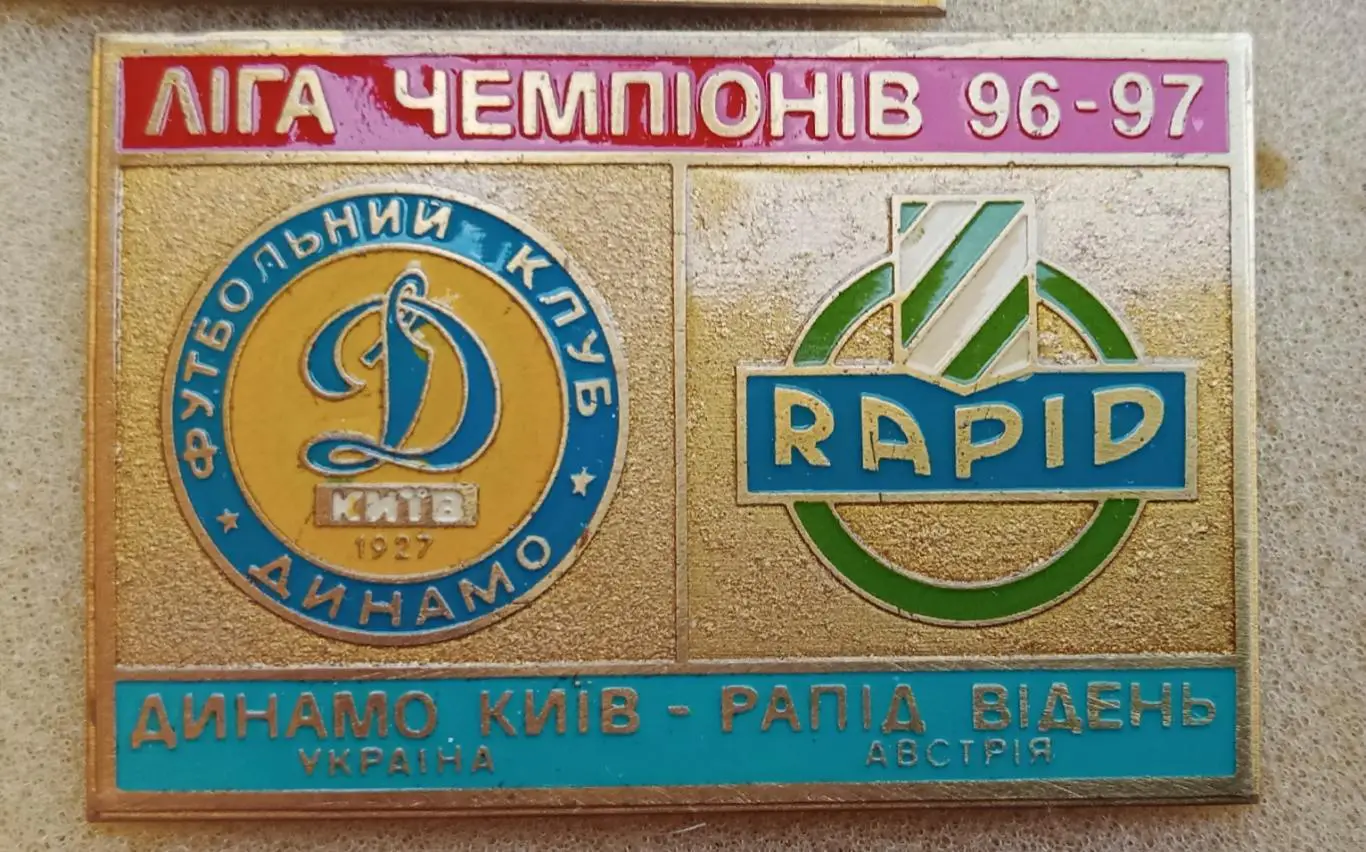 ЛІГА ЧЕМПІОНІВ 96-97
ФУТБОЛЬНИЙ КЛУБ
ДИНАМО
КИЇВ
1927
RAPID
ДИНАМО КИЇВ - РАПІД ВІДЕНЬ
УКРАЇНА АВСТРІЯ